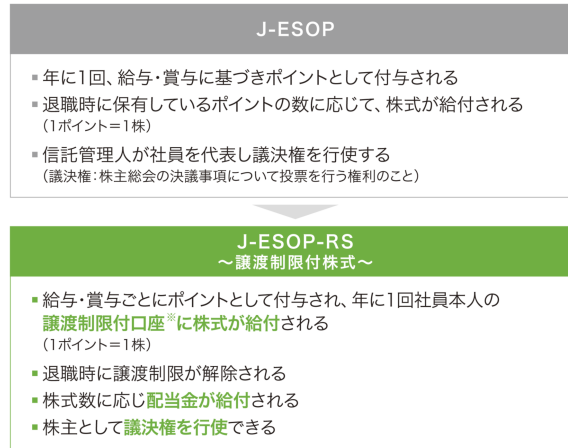 J-ESOP
▪年に1回、給与・賞与に基づきポイントとして付与される
▪退職時に保有しているポイントの数に応じて、株式が給付される
(1ポイント=1株)
▪信託管理人が社員を代表し議決権を行使する
(議決権:株主総会の決議事項について投票を行う権利のこと)
J-ESOP-RS
～譲渡制限付株式～
▪給与・賞与ごとにポイントとして付与され、年に1回社員本人の
譲渡制限付口座※に株式が給付される
(1ポイント=1株)
▪退職時に譲渡制限が解除される
▪株式数に応じ配当金が給付される
▪株主として議決権を行使できる